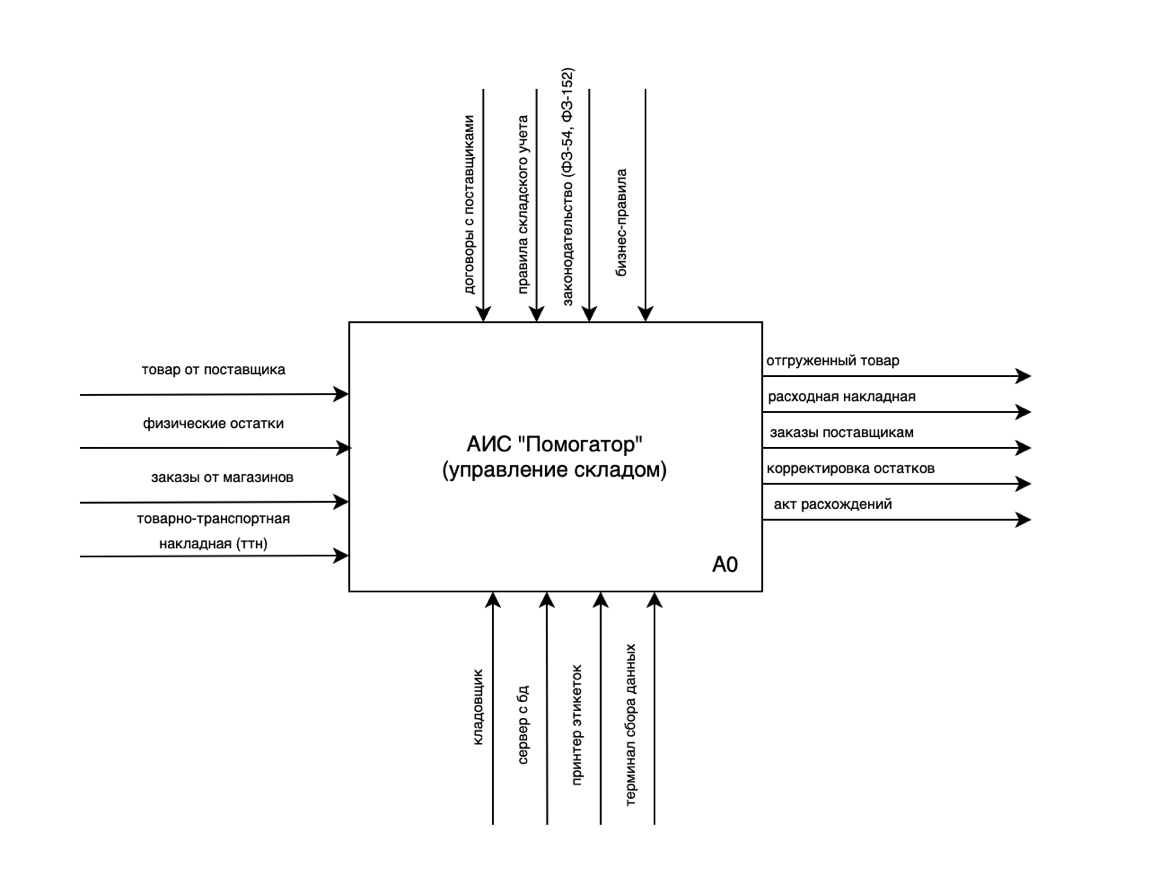 договоры с поставщиками
правила складского учета
законодательство (ФЗ-54, ФЗ-152)
бизнес-правила
товар от поставщика
физические остатки
заказы от магазинов
товарно-транспортная
накладная (ттн)
АИС "Помогатор"
(управление складом)
А0
отгруженный товар
расходная накладная
заказы поставщикам
корректировка остатков
акт расхождений
кладовщик
сервер с бд
принтер этикеток
терминал сбора данных